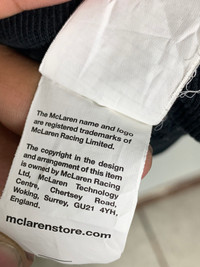 The McLaren name and logo
are registered trademarks of
McLaren Racing Limited.
The copyright in the design
and arrangement of this item
is owned by McLaren Racing
Ltd, McLaren Technology
Centre, Chertsey Road,
Woking, Surrey, GU21 4YH,
England.
mclarenstore.com